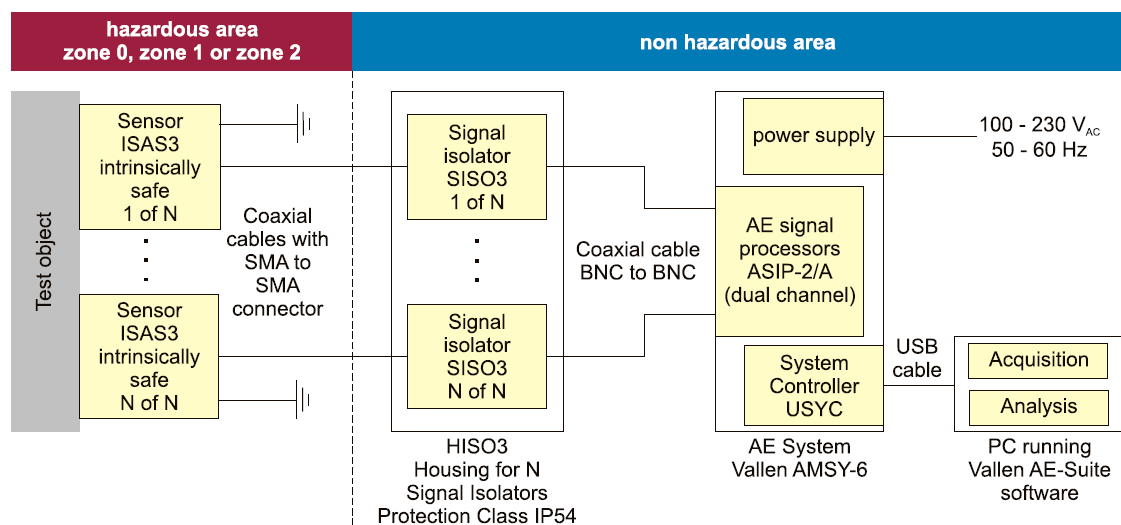 hazardous area
zone 0, zone 1 or zone 2
non hazardous area
Test object
Sensor
ISAS3
intrinsically
safe
1 of N
Coaxial
cables with
SMA to
SMA
connector
Sensor
ISAS3
intrinsically
safe
N of N
Signal
isolator
SISO3
1 of N
Signal
isolator
SISO3
N of N
HISO3
Housing for N
Signal Isolators
Protection Class IP54
Coaxial cable
BNC to BNC
power supply
100 - 230 VAC
50 - 60 Hz
AE signal
processors
ASIP-2/A
(dual channel)
System
Controller
USYC
AE System
Vallen AMSY-6
USB
cable
Acquisition
Analysis
PC running
Vallen AE-Suite
software